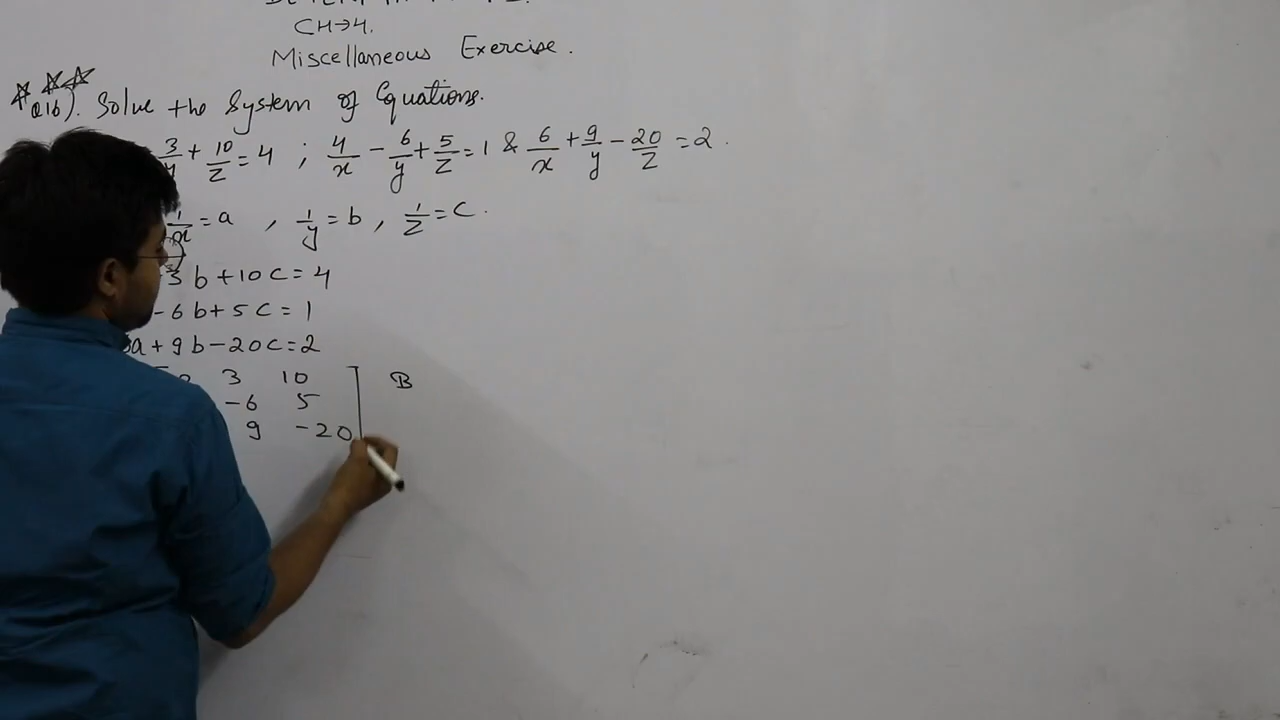 CH→4.
Miscellaneous Exercise.
Q16). Solve the System of Equations.
3/y + 10/z = 4 ; 4/x - 6/y + 5/z = 1 & 6/x + 9/y - 20/z = 2.
1/x = a , 1/y = b , 1/z = c.
3b + 10c = 4
- 6b + 5c = 1
a + 9b - 20c = 2
3 10 B
-6 5
9 -20